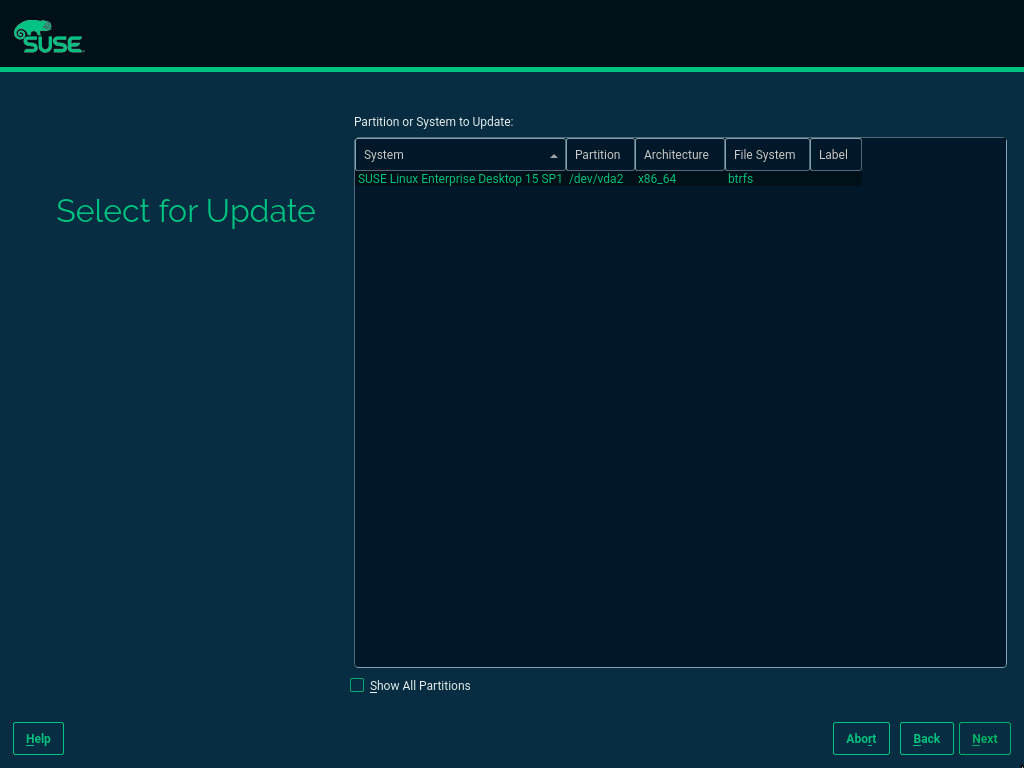 SUSE
Partition or System to Update:
System Partition Architecture File System Label
SUSE Linux Enterprise Desktop 15 SP1 /dev/vda2 x86_64 btrfs
Select for Update
Show All Partitions
Help Abort Back Next